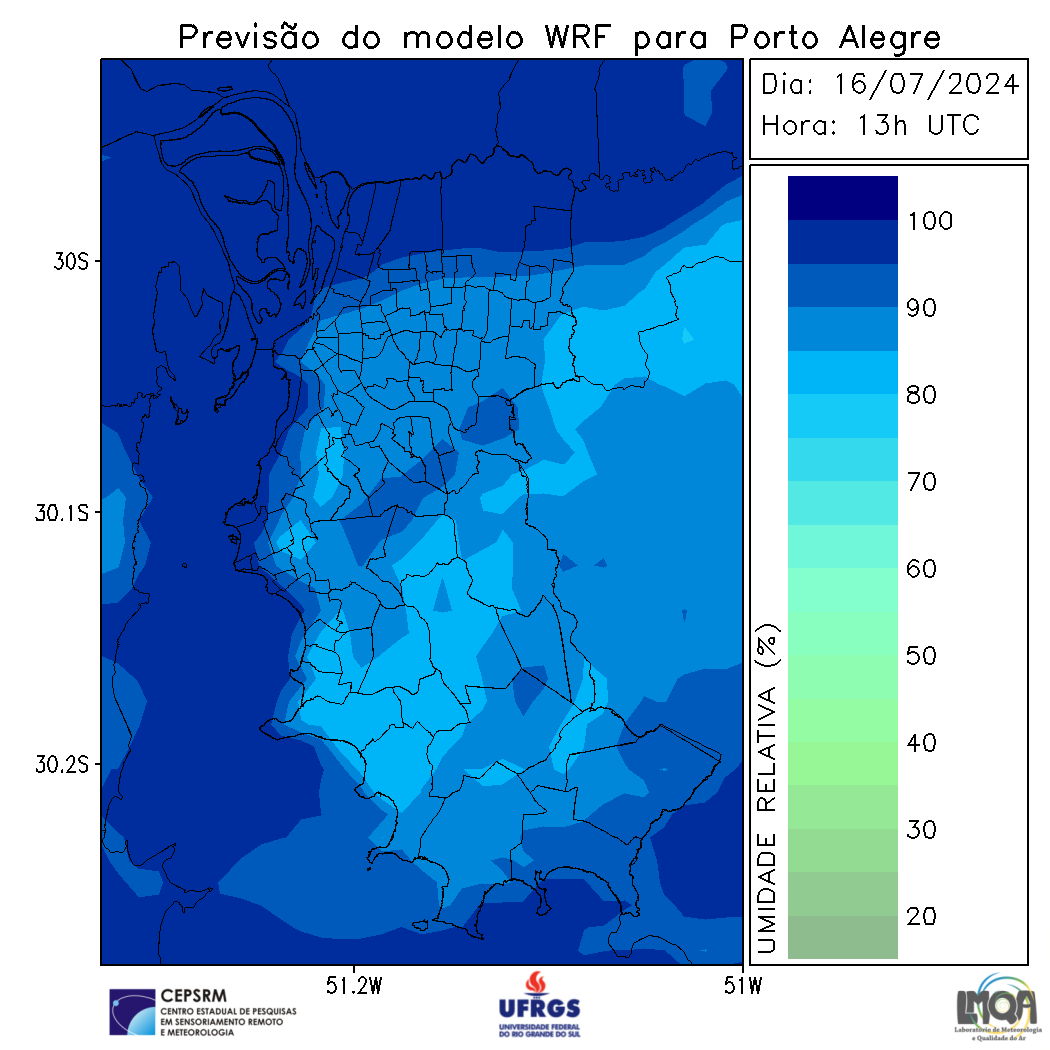 Previsão do modelo WRF para Porto Alegre
Dia: 16/07/2024
Hora: 13h UTC
30S
30.1S
30.2S
51.2W
51W
UMIDADE RELATIVA (%)
100
90
80
70
60
50
40
30
20
CEPSRM
CENTRO ESTADUAL DE PESQUISAS
EM SENSORIAMENTO REMOTO
E METEOROLOGIA
UFRGS
UNIVERSIDADE FEDERAL
DO RIO GRANDE DO SUL
LMQA
Laboratório de Meteorologia
e Qualidade do Ar